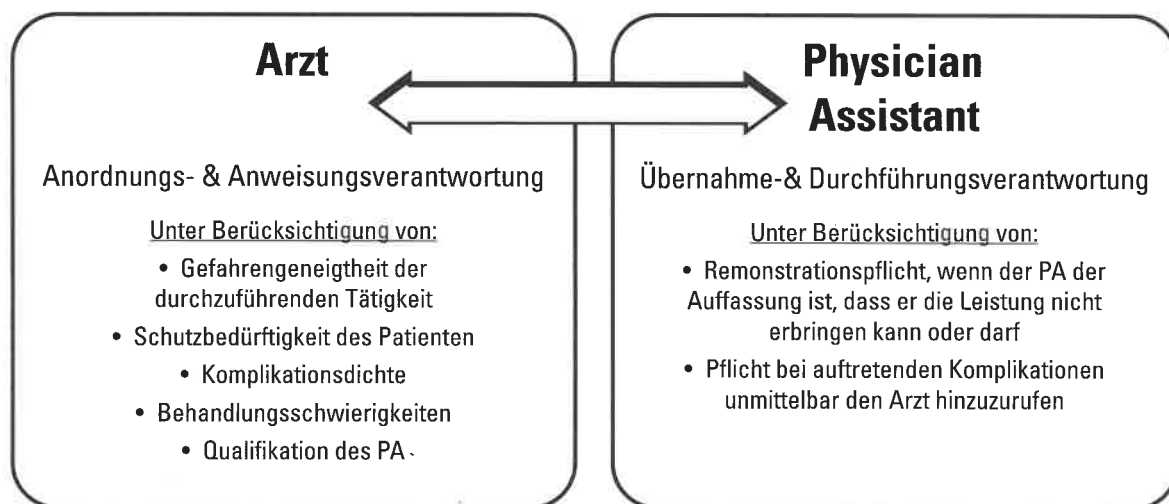 Arzt
Anordnungs- & Anweisungsverantwortung
Unter Berücksichtigung von:
• Gefahrengeneigtheit der
durchzuführenden Tätigkeit
• Schutzbedürftigkeit des Patienten
• Komplikationsdichte
• Behandlungsschwierigkeiten
• Qualifikation des PA
Physician
Assistant
Übernahme-& Durchführungsverantwortung
Unter Berücksichtigung von:
• Remonstrationspflicht, wenn der PA der
Auffassung ist, dass er die Leistung nicht
erbringen kann oder darf
• Pflicht bei auftretenden Komplikationen
unmittelbar den Arzt hinzuzurufen